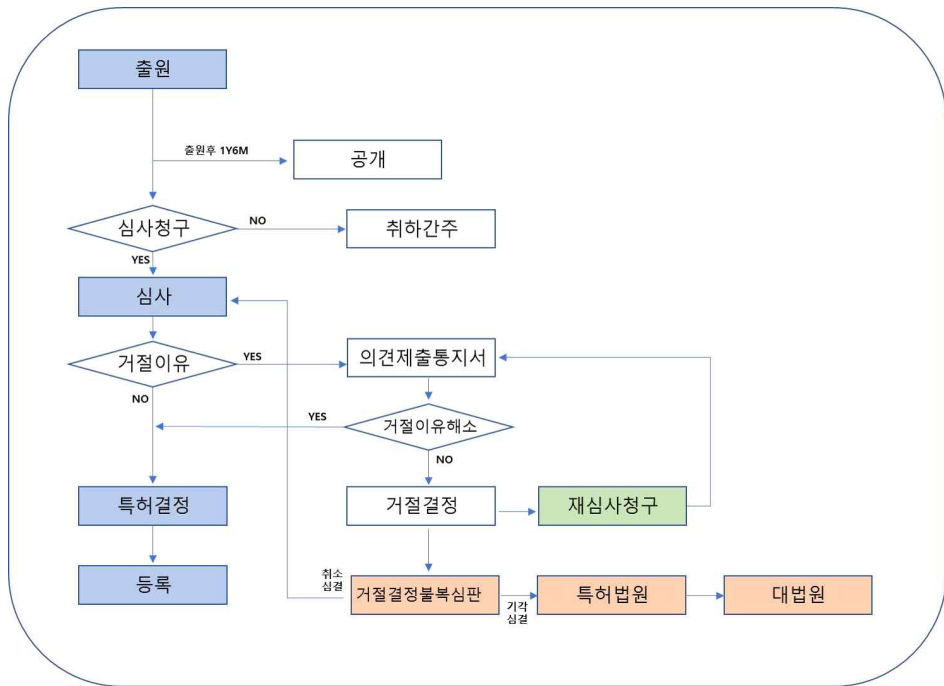 출원
출원후 1Y6M
공개
심사청구
NO
취하간주
YES
심사
거절이유
YES
의견제출통지서
NO
YES
거절이유해소
NO
특허결정
거절결정
재심사청구
등록
취소
심결
거절결정불복심판
기각
심결
특허법원
대법원